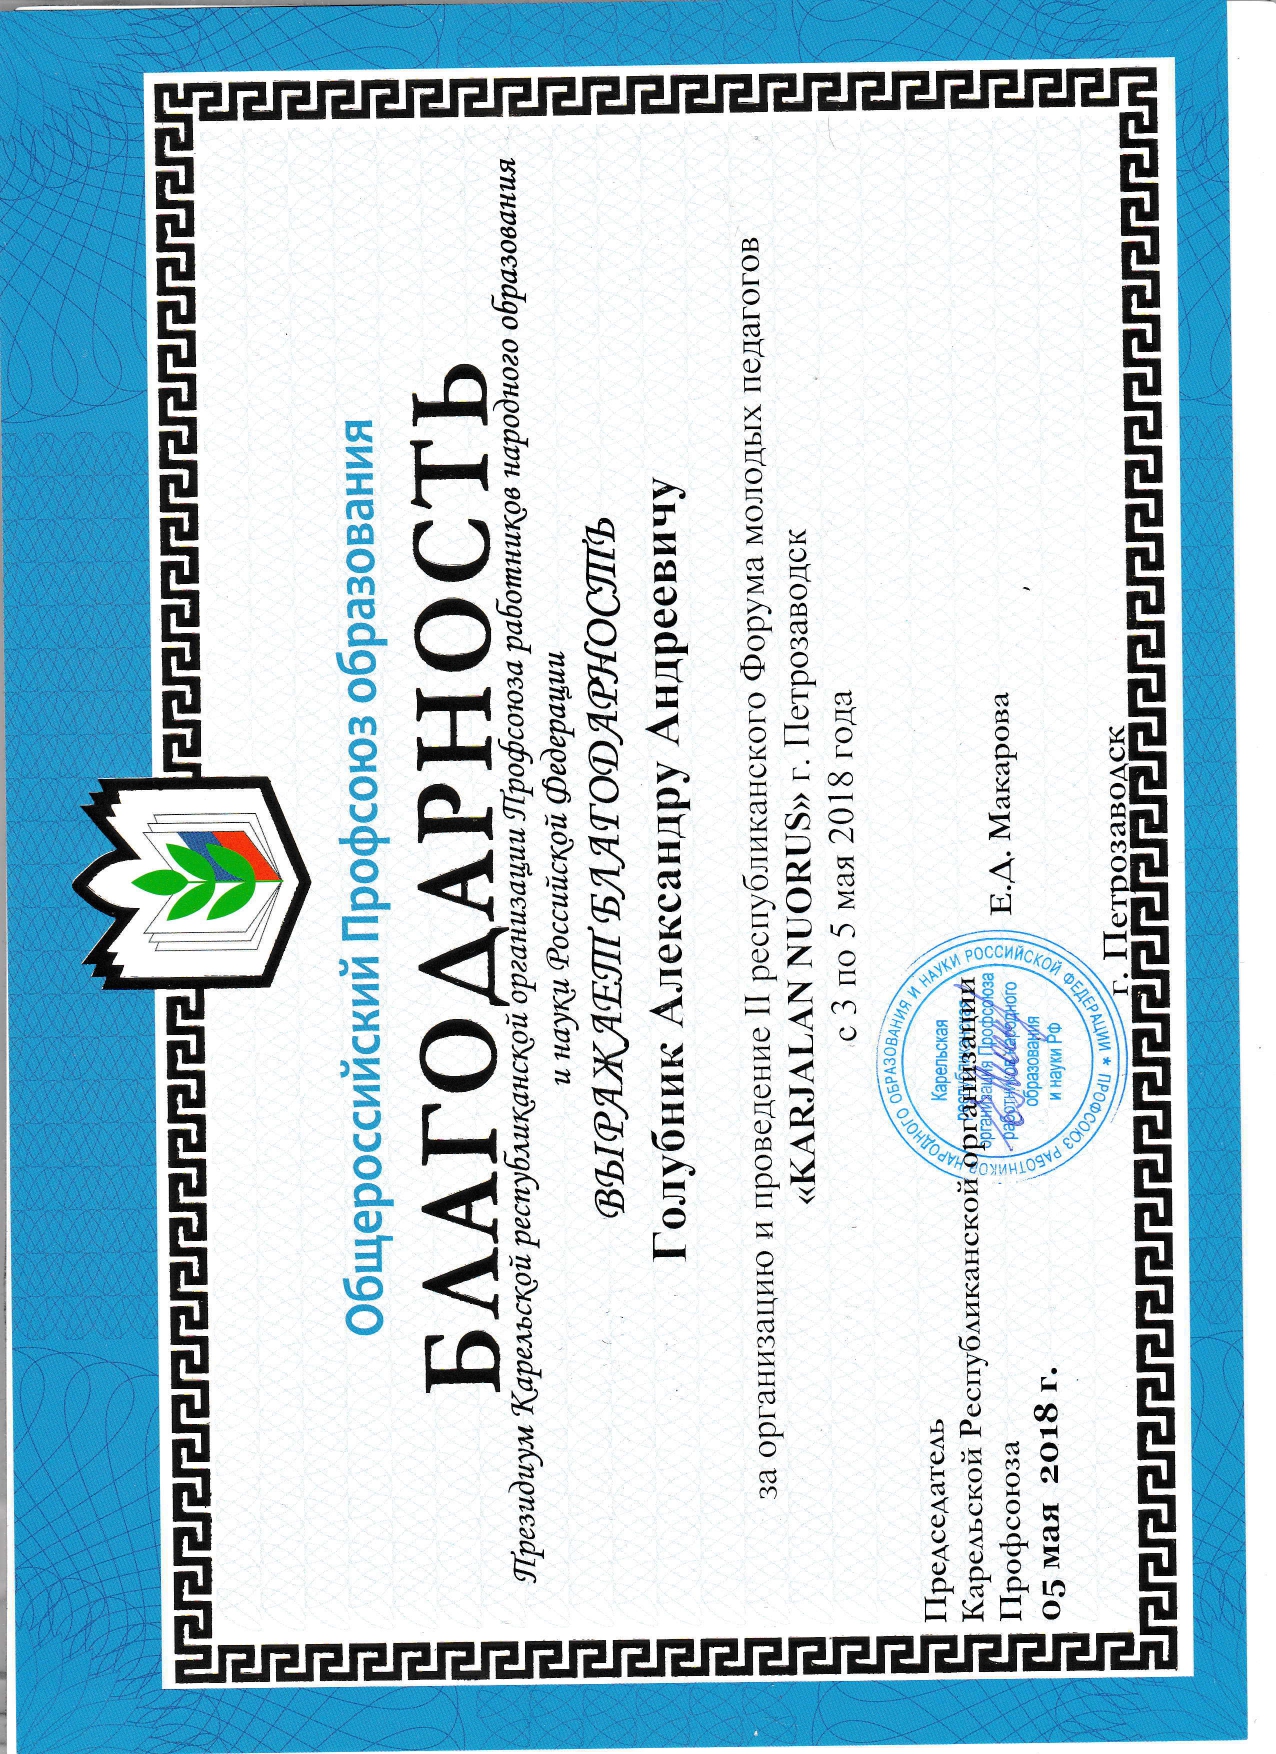 Общероссийский Профсоюз образования
БЛАГОДАРНОСТЬ
Президиум Карельской республиканской организации Профсоюза работников народного образования
и науки Российской Федерации
ВЫРАЖАЕТ БЛАГОДАРНОСТЬ
Голубник Александру Андреевичу
за организацию и проведение II республиканского Форума молодых педагогов
«KARJALAN NUORUS» г. Петрозаводск
с 3 по 5 мая 2018 года
Председатель
Карельской Республиканской организации
Профсоюза
Е.Д. Макарова
05 мая 2018 г.
г. Петрозаводск
ПРОФСОЮЗ РАБОТНИКОВ НАРОДНОГО ОБРАЗОВАНИЯ И НАУКИ РОССИЙСКОЙ ФЕДЕРАЦИИ *
Карельская
республиканская
организация Профсоюза
работников народного
образования
и науки РФ